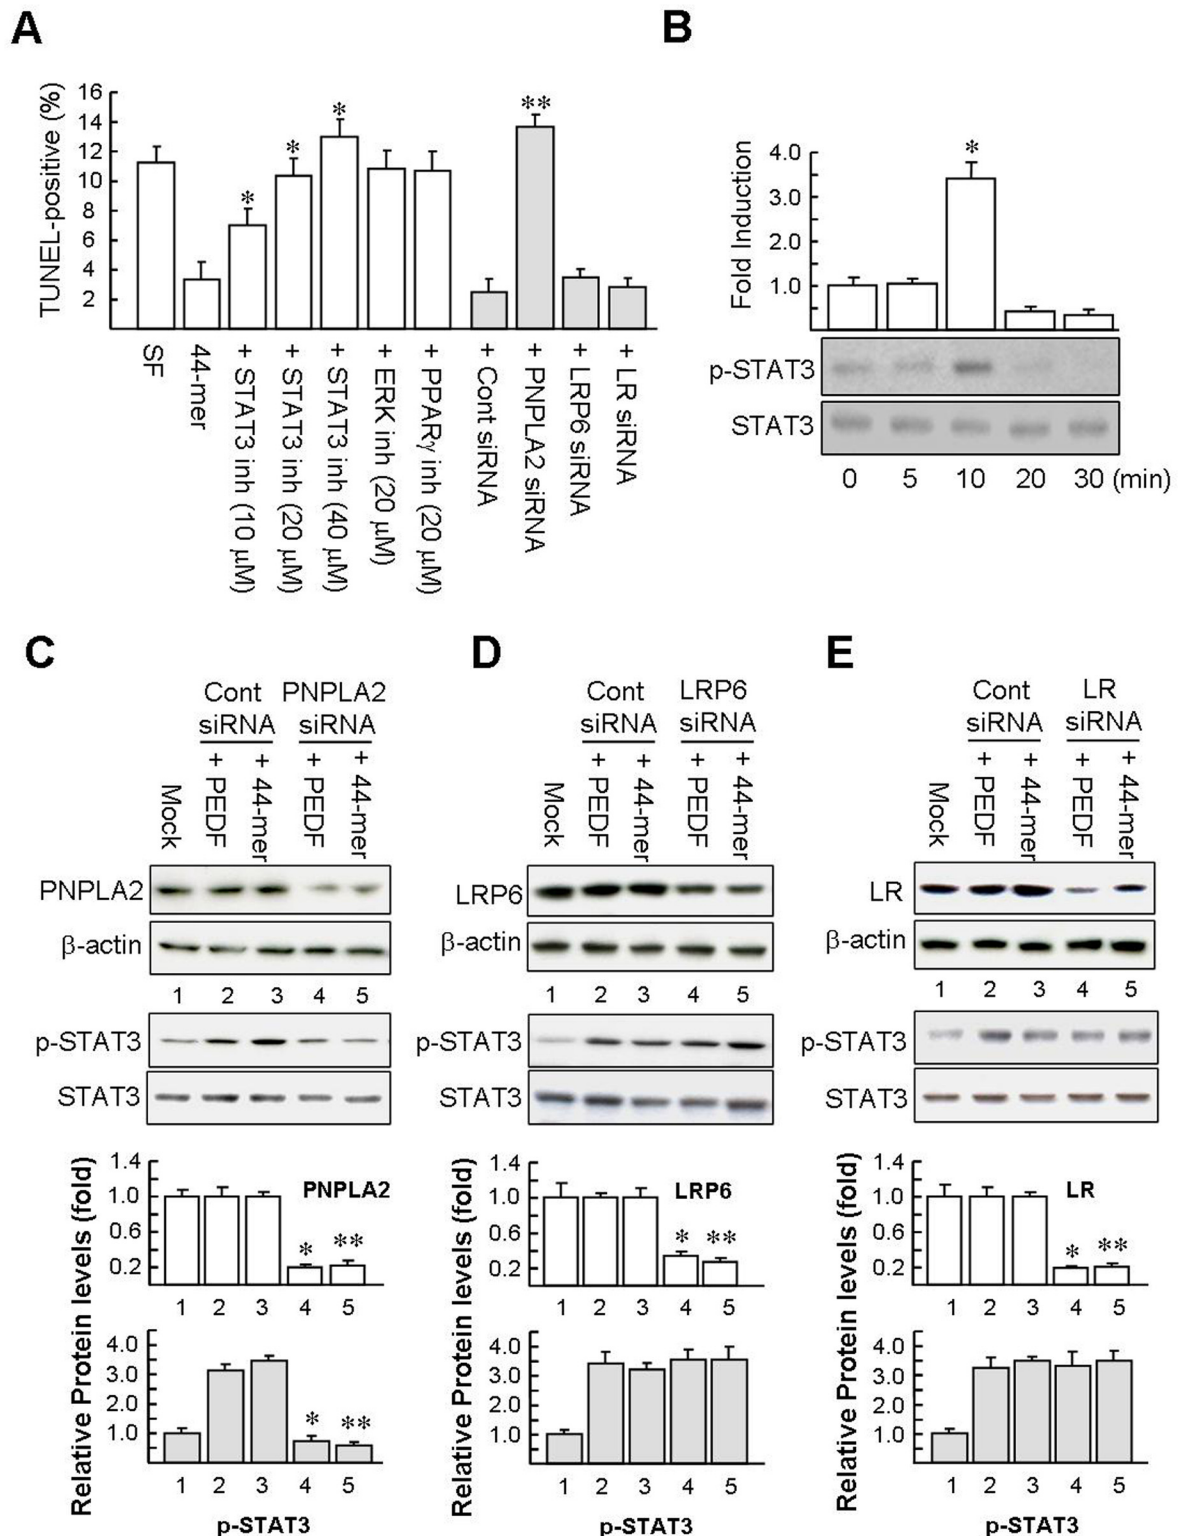 A
TUNEL-positive (%)
16
14
12
10
8
6
4
2
*
*
*
**
SF
44-mer
+ STAT3 inh (10 μM)
+ STAT3 inh (20 μM)
+ STAT3 inh (40 μM)
+ ERK inh (20 μM)
+ PPARγ inh (20 μM)
+ Cont siRNA
+ PNPLA2 siRNA
+ LRP6 siRNA
+ LR siRNA
B
Fold Induction
4.0
3.0
2.0
1.0
*
p-STAT3
STAT3
0 5 10 20 30 (min)
C
Cont siRNA
PNPLA2 siRNA
Mock
+ PEDF
+ 44-mer
+ PEDF
+ 44-mer
PNPLA2
β-actin
1 2 3 4 5
p-STAT3
STAT3
Relative Protein levels (fold)
1.4
1.0
0.6
0.2
PNPLA2
* **
1 2 3 4 5
4.0
3.0
2.0
1.0
* **
1 2 3 4 5
p-STAT3
D
Cont siRNA
LRP6 siRNA
Mock
+ PEDF
+ 44-mer
+ PEDF
+ 44-mer
LRP6
β-actin
1 2 3 4 5
p-STAT3
STAT3
Relative Protein levels (fold)
1.4
1.0
0.6
0.2
LRP6
* **
1 2 3 4 5
4.0
3.0
2.0
1.0
1 2 3 4 5
p-STAT3
E
Cont siRNA
LR siRNA
Mock
+ PEDF
+ 44-mer
+ PEDF
+ 44-mer
LR
β-actin
1 2 3 4 5
p-STAT3
STAT3
Relative Protein levels (fold)
1.4
1.0
0.6
0.2
LR
* **
1 2 3 4 5
4.0
3.0
2.0
1.0
1 2 3 4 5
p-STAT3